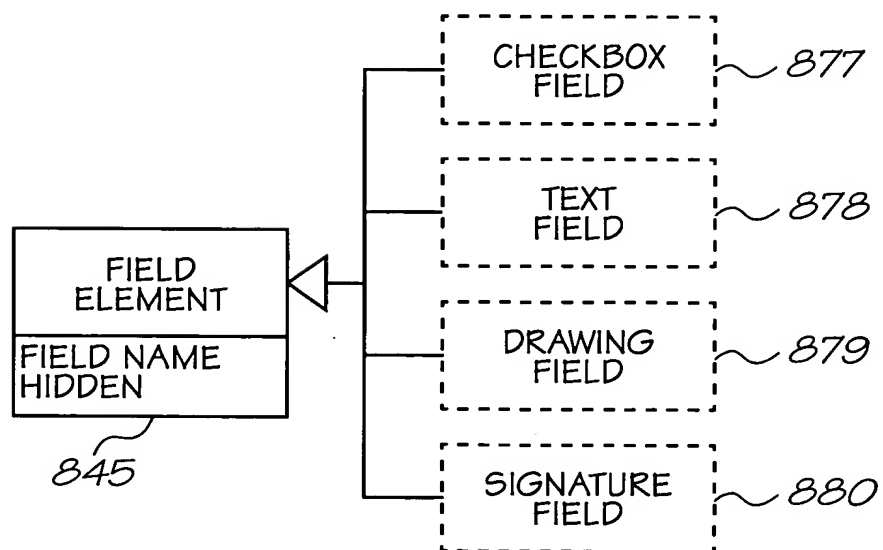 CHECKBOX
FIELD
877
TEXT
FIELD
878
FIELD
ELEMENT
FIELD NAME
HIDDEN
845
DRAWING
FIELD
879
SIGNATURE
FIELD
880